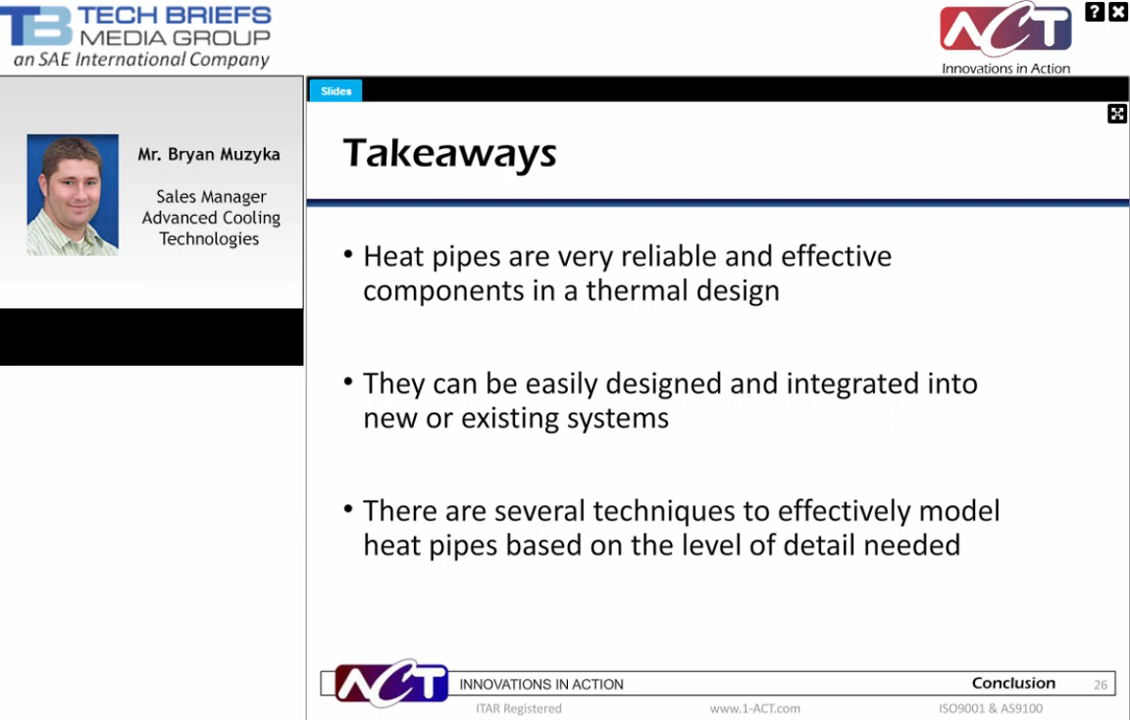 TB TECH BRIEFS
MEDIA GROUP
an SAE International Company
ACT
Innovations in Action
?
Slides
Mr. Bryan Muzyka
Sales Manager
Advanced Cooling
Technologies
Takeaways
• Heat pipes are very reliable and effective
components in a thermal design
• They can be easily designed and integrated into
new or existing systems
• There are several techniques to effectively model
heat pipes based on the level of detail needed
ACT INNOVATIONS IN ACTION Conclusion 26
ITAR Registered www.1-ACT.com ISO9001 & AS9100